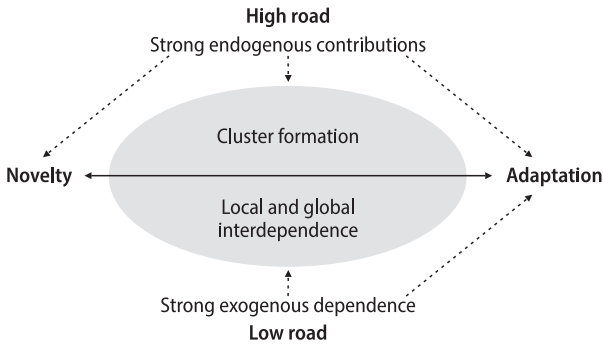 High road
Strong endogenous contributions
Cluster formation
Novelty
Adaptation
Local and global
interdependence
Strong exogenous dependence
Low road